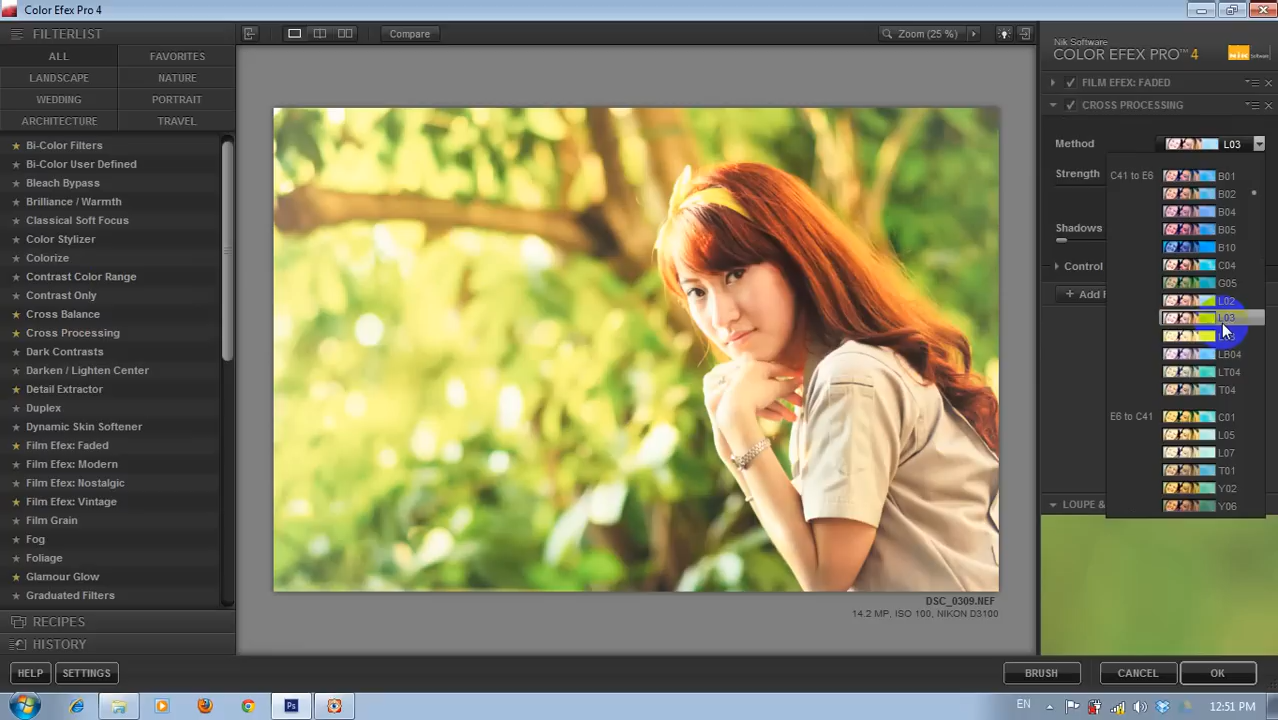 Color Efex Pro 4
FILTERLIST
ALL
FAVORITES
LANDSCAPE
NATURE
WEDDING
PORTRAIT
ARCHITECTURE
TRAVEL
Bi-Color Filters
Bi-Color User Defined
Bleach Bypass
Brilliance / Warmth
Classical Soft Focus
Color Stylizer
Colorize
Contrast Color Range
Contrast Only
Cross Balance
Cross Processing
Dark Contrasts
Darken / Lighten Center
Detail Extractor
Duplex
Dynamic Skin Softener
Film Efex: Faded
Film Efex: Modern
Film Efex: Nostalgic
Film Efex: Vintage
Film Grain
Fog
Foliage
Glamour Glow
Graduated Filters
RECIPES
HISTORY
HELP
SETTINGS
Compare
Zoom (25 %)
DSC_0309.NEF
14.2 MP, ISO 100, NIKON D3100
Nik Software
COLOR EFEX PRO™ 4
Nik Software
FILM EFEX: FADED
CROSS PROCESSING
Method
L03
Strength
Shadows
Control
Add
LOUPE &
C41 to E6
B01
B02
B04
B05
B10
C04
G05
L02
L03
LB04
LT04
T04
E6 to C41
C01
L05
L07
T01
Y02
Y06
BRUSH
CANCEL
OK
EN
12:51 PM